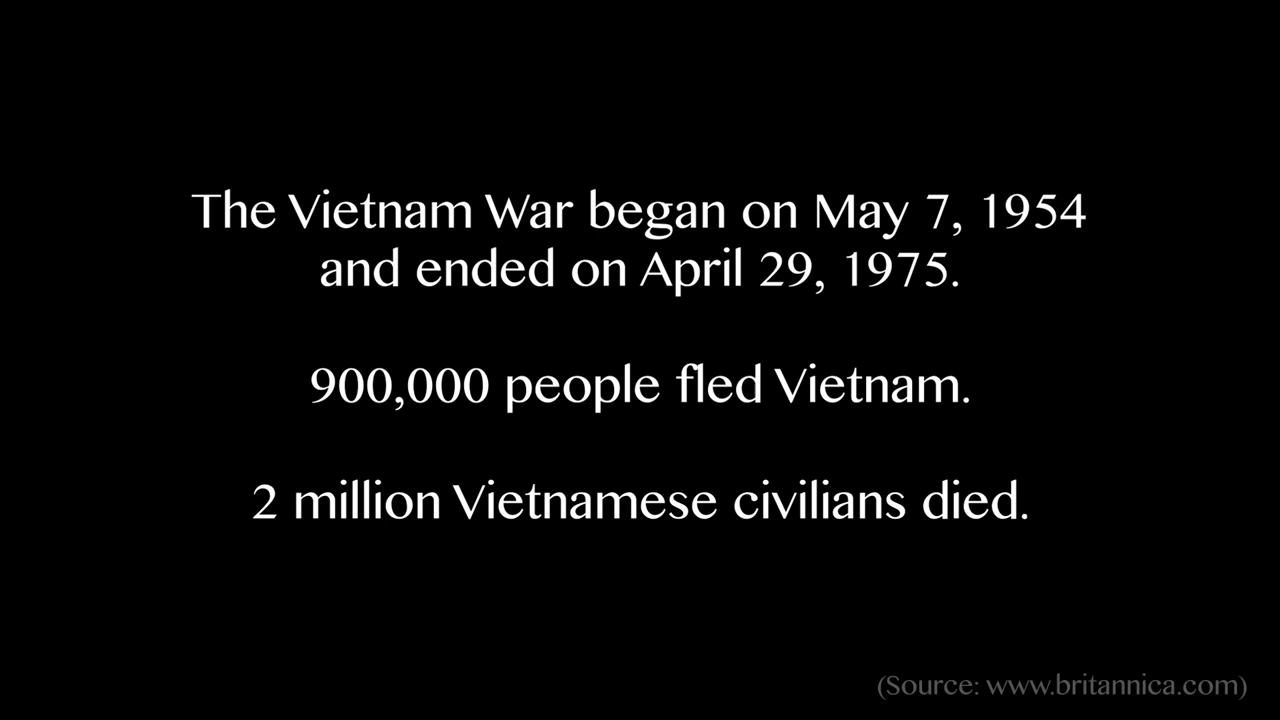 The Vietnam War began on May 7, 1954
and ended on April 29, 1975.
900,000 people fled Vietnam.
2 million Vietnamese civilians died.
(Source: www.britannica.com)